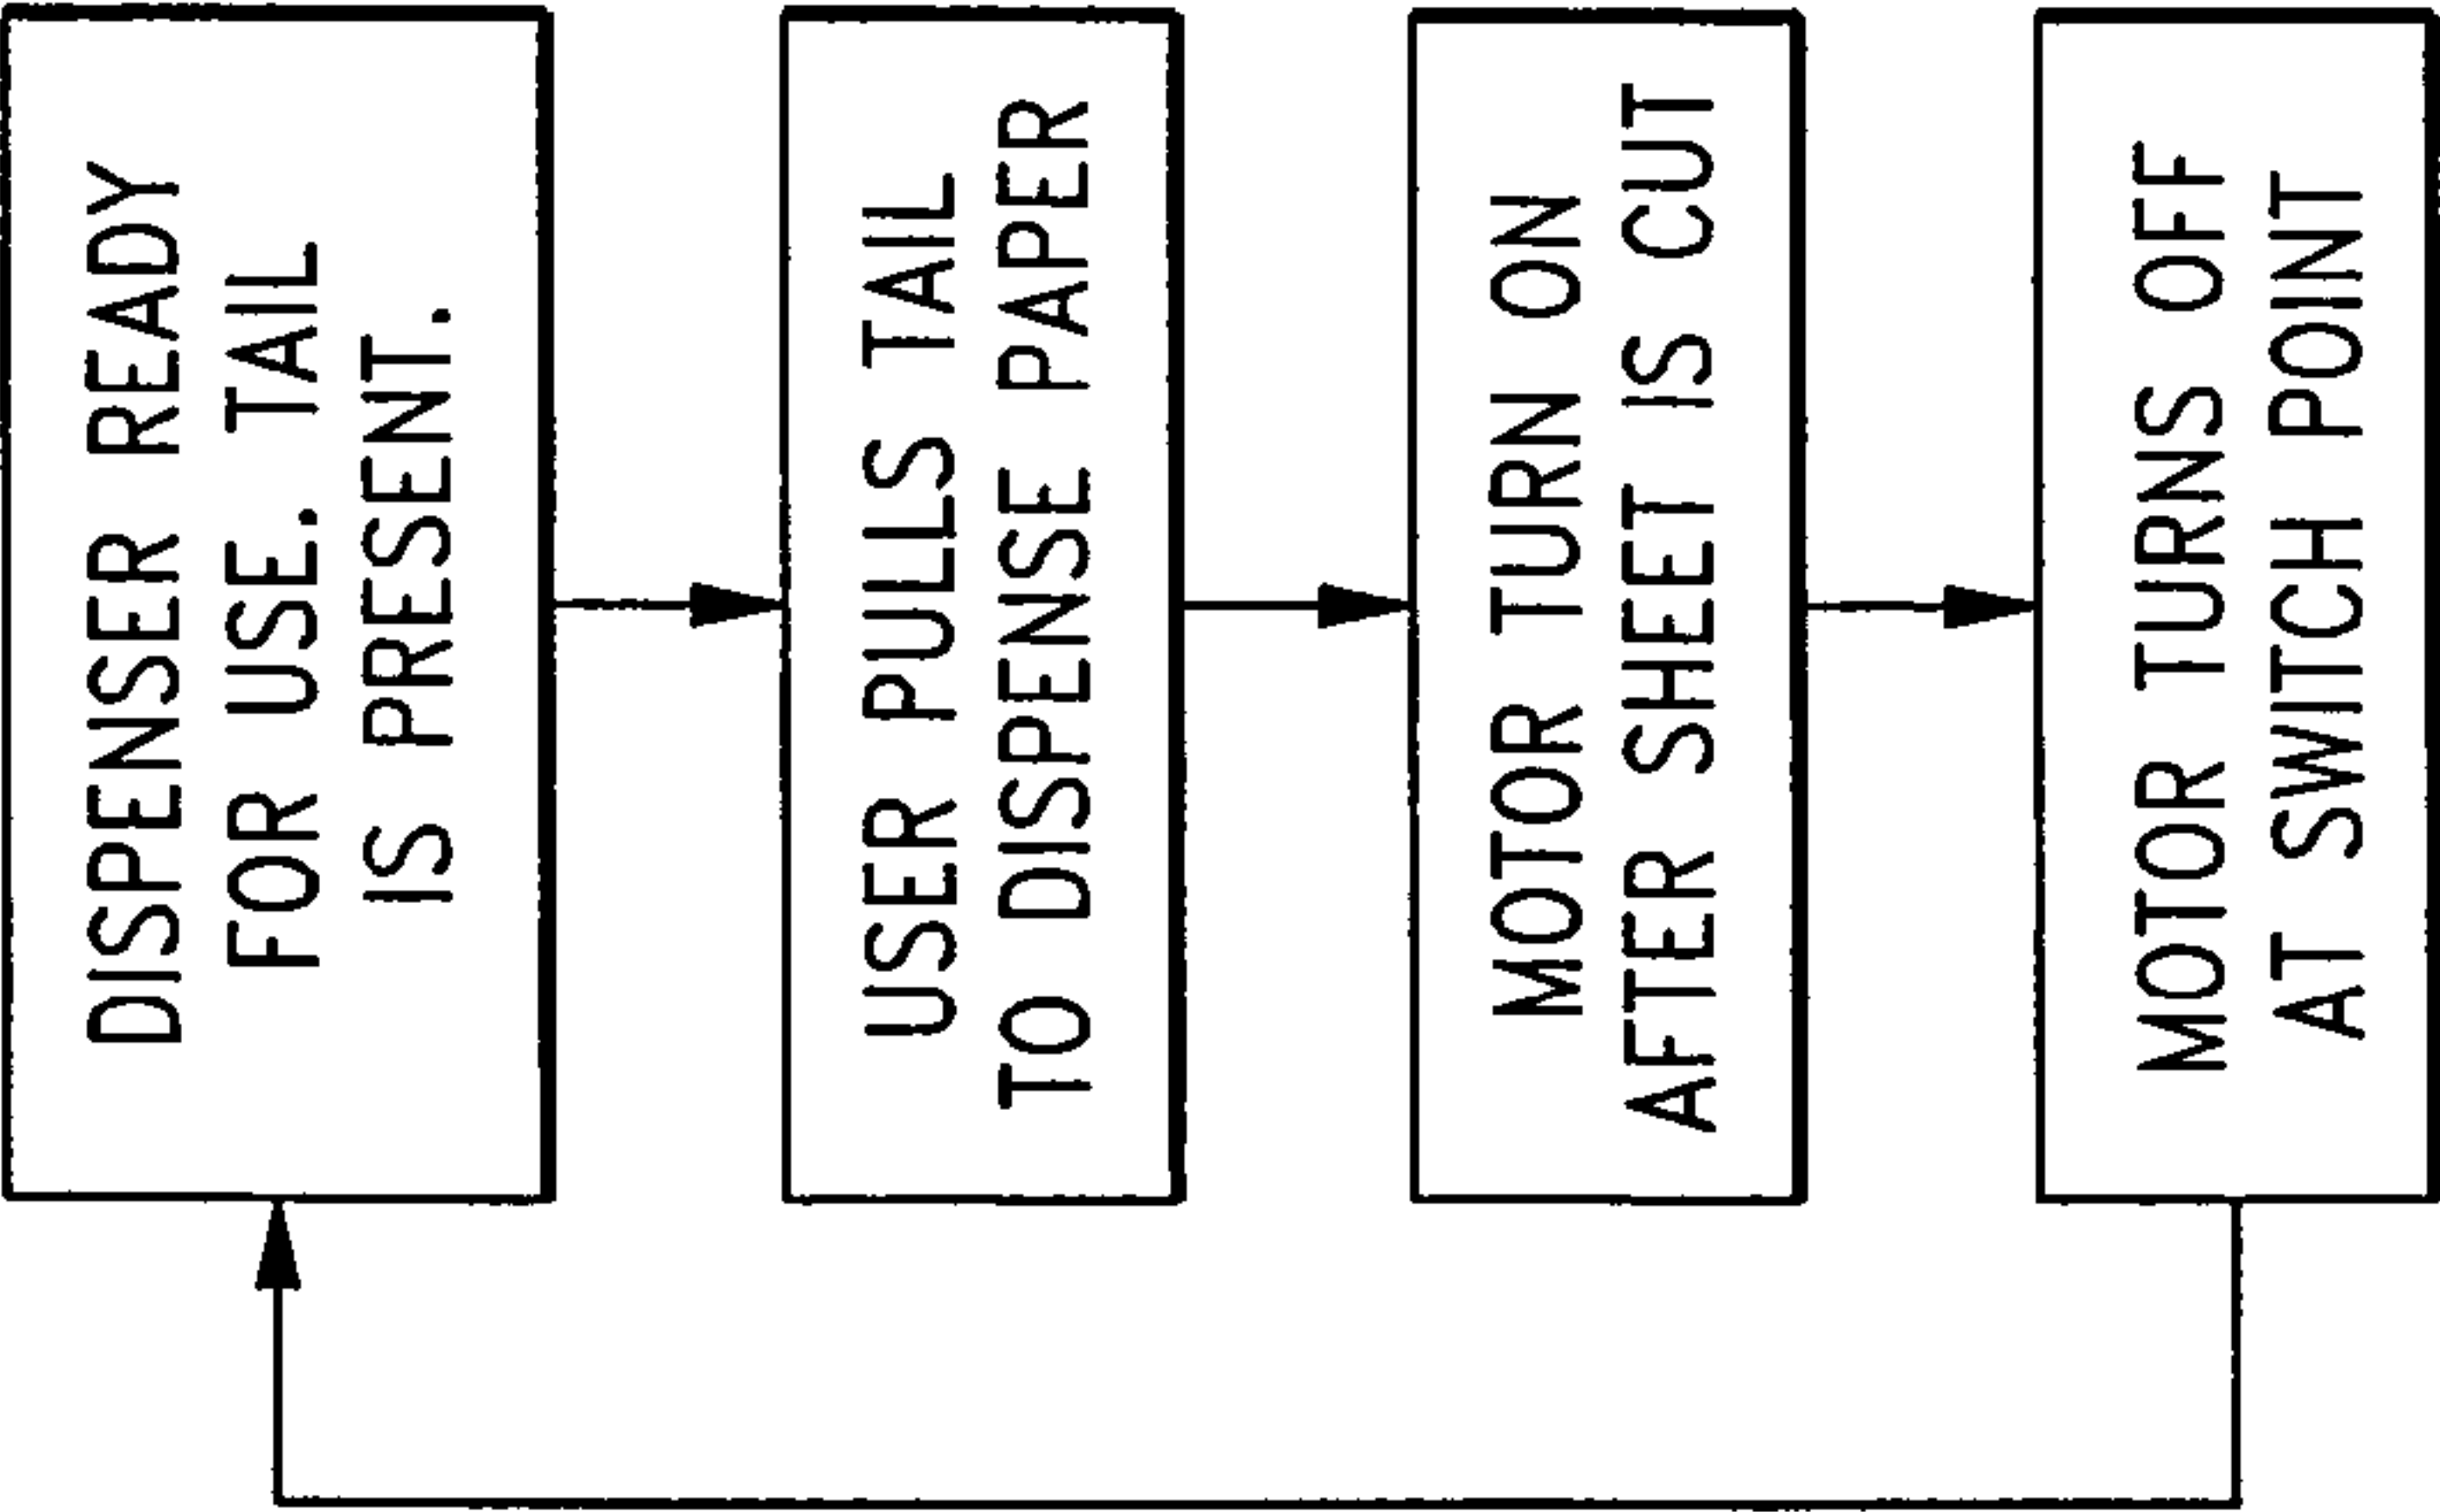 DISPENSER READY
FOR USE. TAIL
IS PRESENT.
USER PULLS TAIL
TO DISPENSE PAPER
MOTOR TURN ON
AFTER SHEET IS CUT
MOTOR TURNS OFF
AT SWITCH POINT